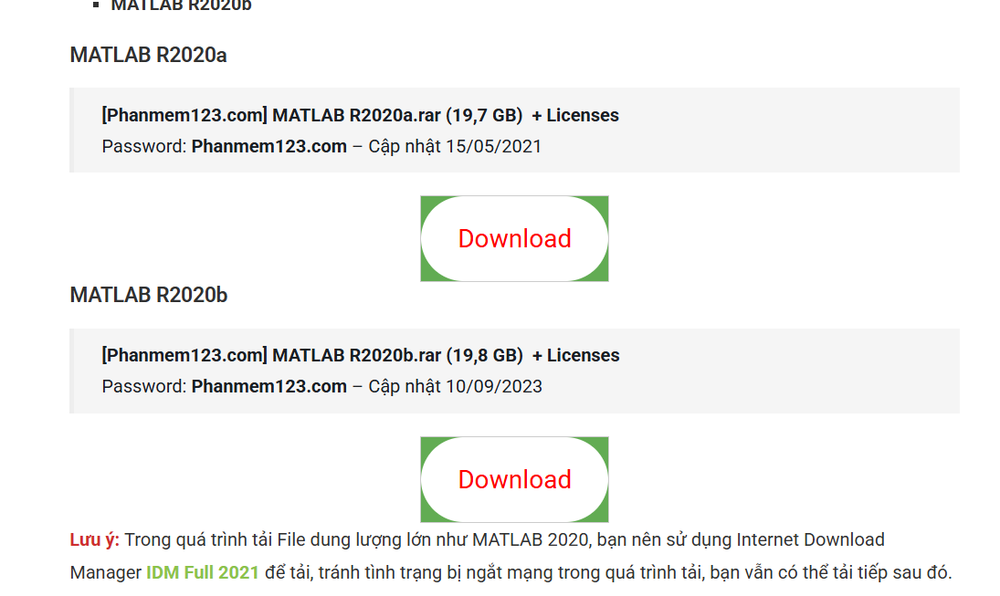 MATLAB R2020b
MATLAB R2020a
[Phanmem123.com] MATLAB R2020a.rar (19,7 GB)  + Licenses
Password: Phanmem123.com – Cập nhật 15/05/2021
Download
MATLAB R2020b
[Phanmem123.com] MATLAB R2020b.rar (19,8 GB)  + Licenses
Password: Phanmem123.com – Cập nhật 10/09/2023
Download
Lưu ý: Trong quá trình tải File dung lượng lớn như MATLAB 2020, bạn nên sử dụng Internet Download
Manager IDM Full 2021 để tải, tránh tình trạng bị ngắt mạng trong quá trình tải, bạn vẫn có thể tải tiếp sau đó.